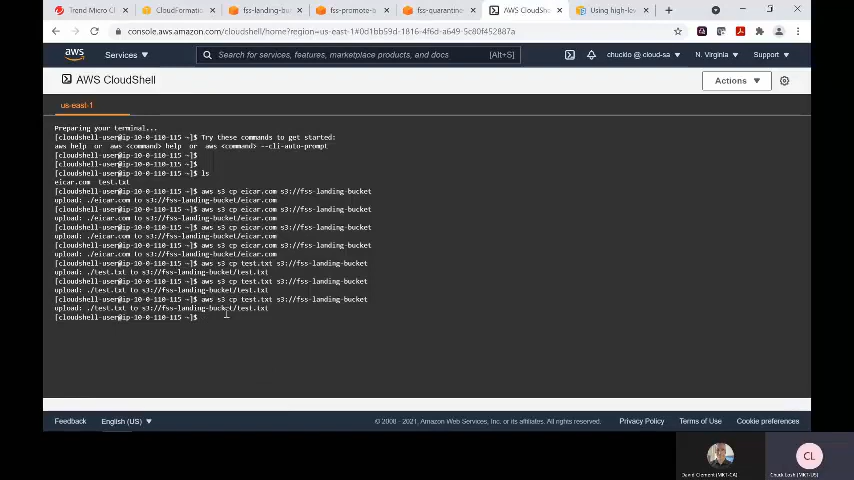 Trend Micro Cl
CloudFormatio
fss-landing-bu
fss-promote-b
fss-quarantine
AWS CloudShe
Using high-lev
console.aws.amazon.com/cloudshell/home?region=us-east-1#0d1bb59d-1816-4f6d-a649-5c80f452887a
aws
Services
Search for services, features, marketplace products, and docs
[Alt+S]
chucklo @ cloud-sa
N. Virginia
Support
AWS CloudShell
Actions
us-east-1
Preparing your terminal...
[cloudshell-user@ip-10-0-110-115 ~]$ Try these commands to get started:
aws help or aws <command> help or aws <command> --cli-auto-prompt
[cloudshell-user@ip-10-0-110-115 ~]$
[cloudshell-user@ip-10-0-110-115 ~]$
[cloudshell-user@ip-10-0-110-115 ~]$ ls
eicar.com test.txt
[cloudshell-user@ip-10-0-110-115 ~]$ aws s3 cp eicar.com s3://fss-landing-bucket
upload: ./eicar.com to s3://fss-landing-bucket/eicar.com
[cloudshell-user@ip-10-0-110-115 ~]$ aws s3 cp eicar.com s3://fss-landing-bucket
upload: ./eicar.com to s3://fss-landing-bucket/eicar.com
[cloudshell-user@ip-10-0-110-115 ~]$ aws s3 cp eicar.com s3://fss-landing-bucket
upload: ./eicar.com to s3://fss-landing-bucket/eicar.com
[cloudshell-user@ip-10-0-110-115 ~]$ aws s3 cp eicar.com s3://fss-landing-bucket
upload: ./eicar.com to s3://fss-landing-bucket/eicar.com
[cloudshell-user@ip-10-0-110-115 ~]$ aws s3 cp test.txt s3://fss-landing-bucket
upload: ./test.txt to s3://fss-landing-bucket/test.txt
[cloudshell-user@ip-10-0-110-115 ~]$ aws s3 cp test.txt s3://fss-landing-bucket
upload: ./test.txt to s3://fss-landing-bucket/test.txt
[cloudshell-user@ip-10-0-110-115 ~]$ aws s3 cp test.txt s3://fss-landing-bucket
upload: ./test.txt to s3://fss-landing-bucket/test.txt
[cloudshell-user@ip-10-0-110-115 ~]$
Feedback
English (US)
© 2008 - 2021, Amazon Web Services, Inc. or its affiliates. All rights reserved.
Privacy Policy
Terms of Use
Cookie preferences
CL
David Clement (MKT-CA)
Chuck Losh (MKT-US)